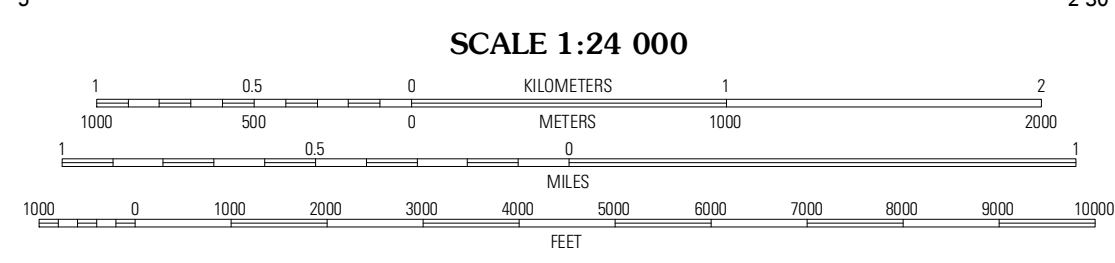 SCALE 1:24 000
1 0.5 0 KILOMETERS 1 2
1000 500 0 METERS 1000 2000
1 0.5 0 1
MILES
1000 0 1000 2000 3000 4000 5000 6000 7000 8000 9000 10000
FEET